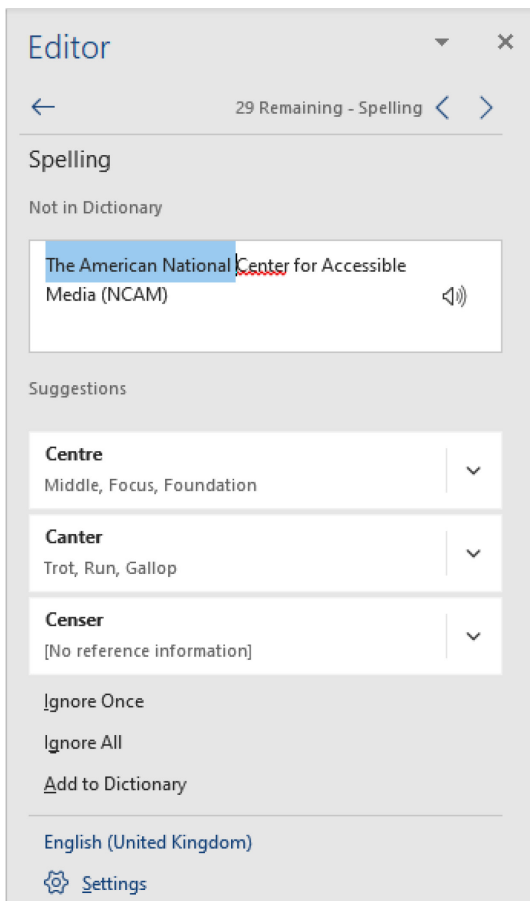 Editor
29 Remaining - Spelling
Spelling
Not in Dictionary
The American National Center for Accessible
Media (NCAM)
Suggestions
Centre
Middle, Focus, Foundation
Canter
Trot, Run, Gallop
Censer
[No reference information]
Ignore Once
Ignore All
Add to Dictionary
English (United Kingdom)
Settings